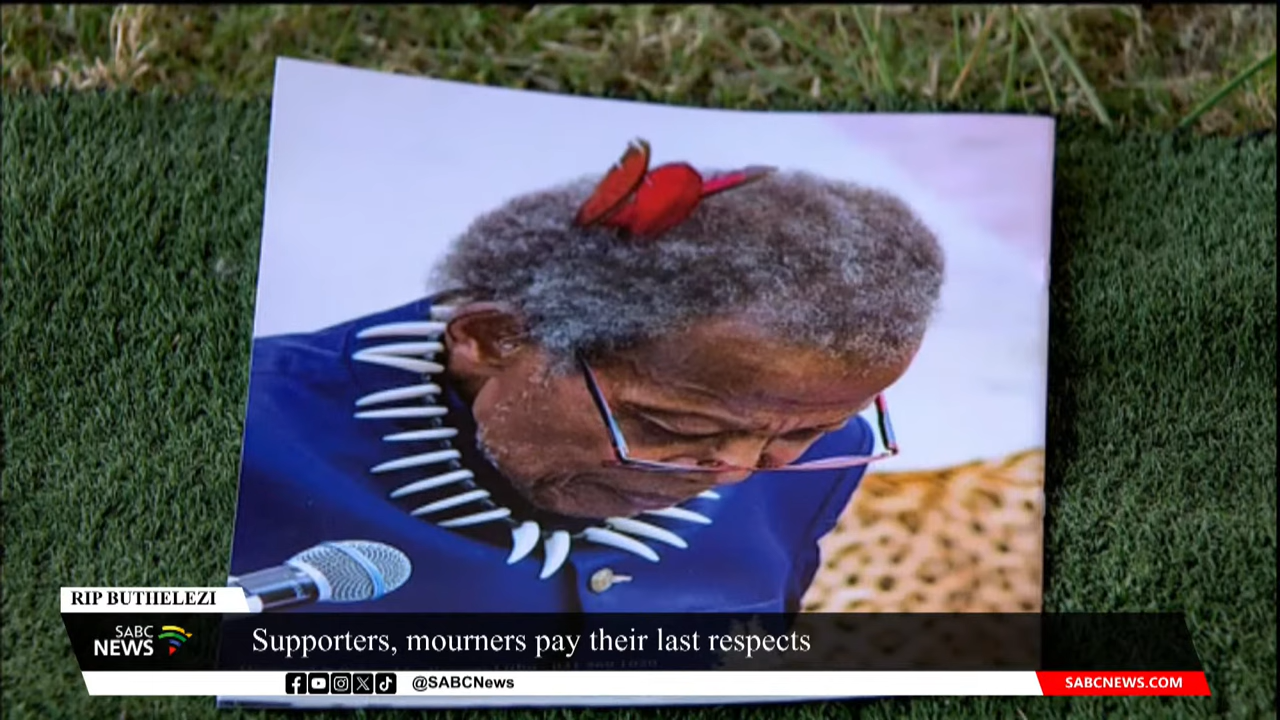 RIP BUTHELEZI
SABC
NEWS
Supporters, mourners pay their last respects
@SABCNews
SABCNEWS.COM